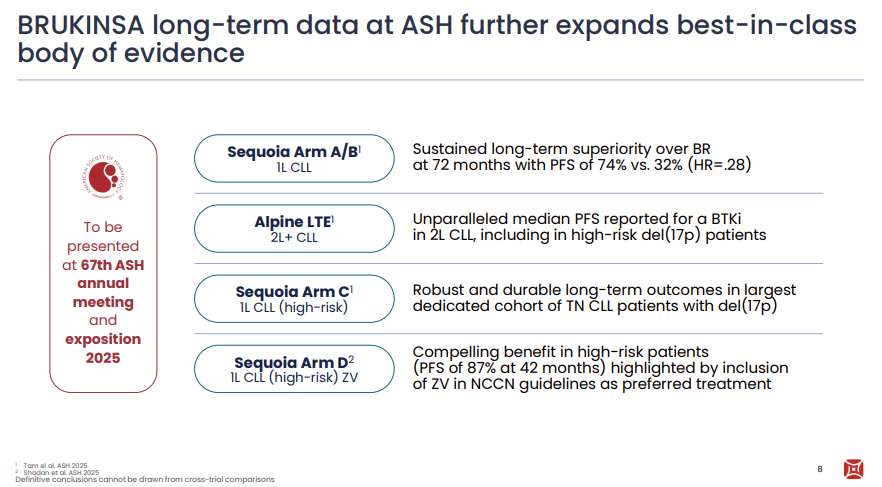 BRUKINSA long-term data at ASH further expands best-in-class
body of evidence
AMERICAN SOCIETY OF HEMATOLOGY
®
To be
presented
at 67th ASH
annual
meeting
and
exposition
2025
Sequoia Arm A/B¹
1L CLL
Sustained long-term superiority over BR
at 72 months with PFS of 74% vs. 32% (HR=.28)
Alpine LTE¹
2L+ CLL
Unparalleled median PFS reported for a BTKi
in 2L CLL, including in high-risk del(17p) patients
Sequoia Arm C¹
1L CLL (high-risk)
Robust and durable long-term outcomes in largest
dedicated cohort of TN CLL patients with del(17p)
Sequoia Arm D²
1L CLL (high-risk) ZV
Compelling benefit in high-risk patients
(PFS of 87% at 42 months) highlighted by inclusion
of ZV in NCCN guidelines as preferred treatment
¹ Tam el al. ASH 2025
² Shadan et al. ASH 2025
Definitive conclusions cannot be drawn from cross-trial comparisons
8